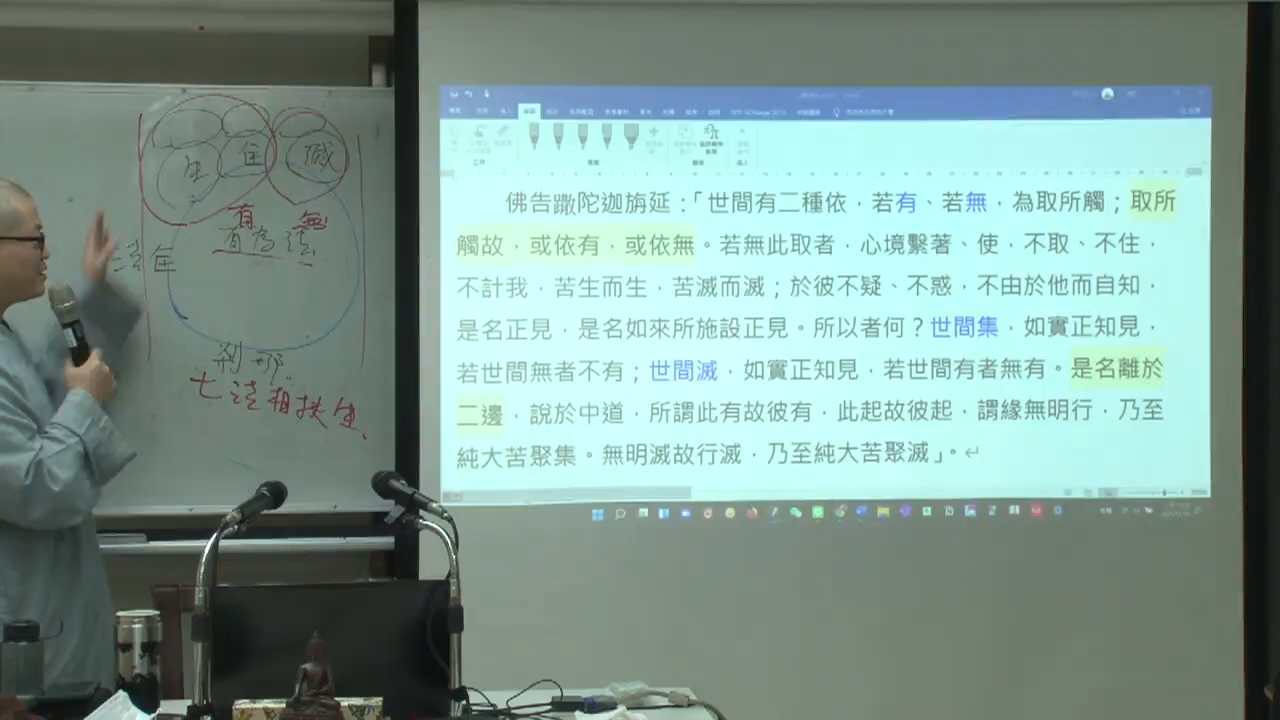 生 住 滅
有 無
有為法
住
剎那
七法相扶生
佛告䠠陀迦旃延：「世間有二種依，若有、若無，為取所觸；取所
觸故，或依有，或依無。若無此取者，心境繫著、使，不取、不住，
不計我，苦生而生，苦滅而滅；於彼不疑、不惑，不由於他而自知，
是名正見，是名如來所施設正見。所以者何？世間集，如實正知見，
若世間無者不有；世間滅，如實正知見，若世間有者無有。是名離於
二邊，說於中道，所謂此有故彼有，此起故彼起，謂緣無明行，乃至
純大苦聚集。無明滅故行滅，乃至純大苦聚滅」。